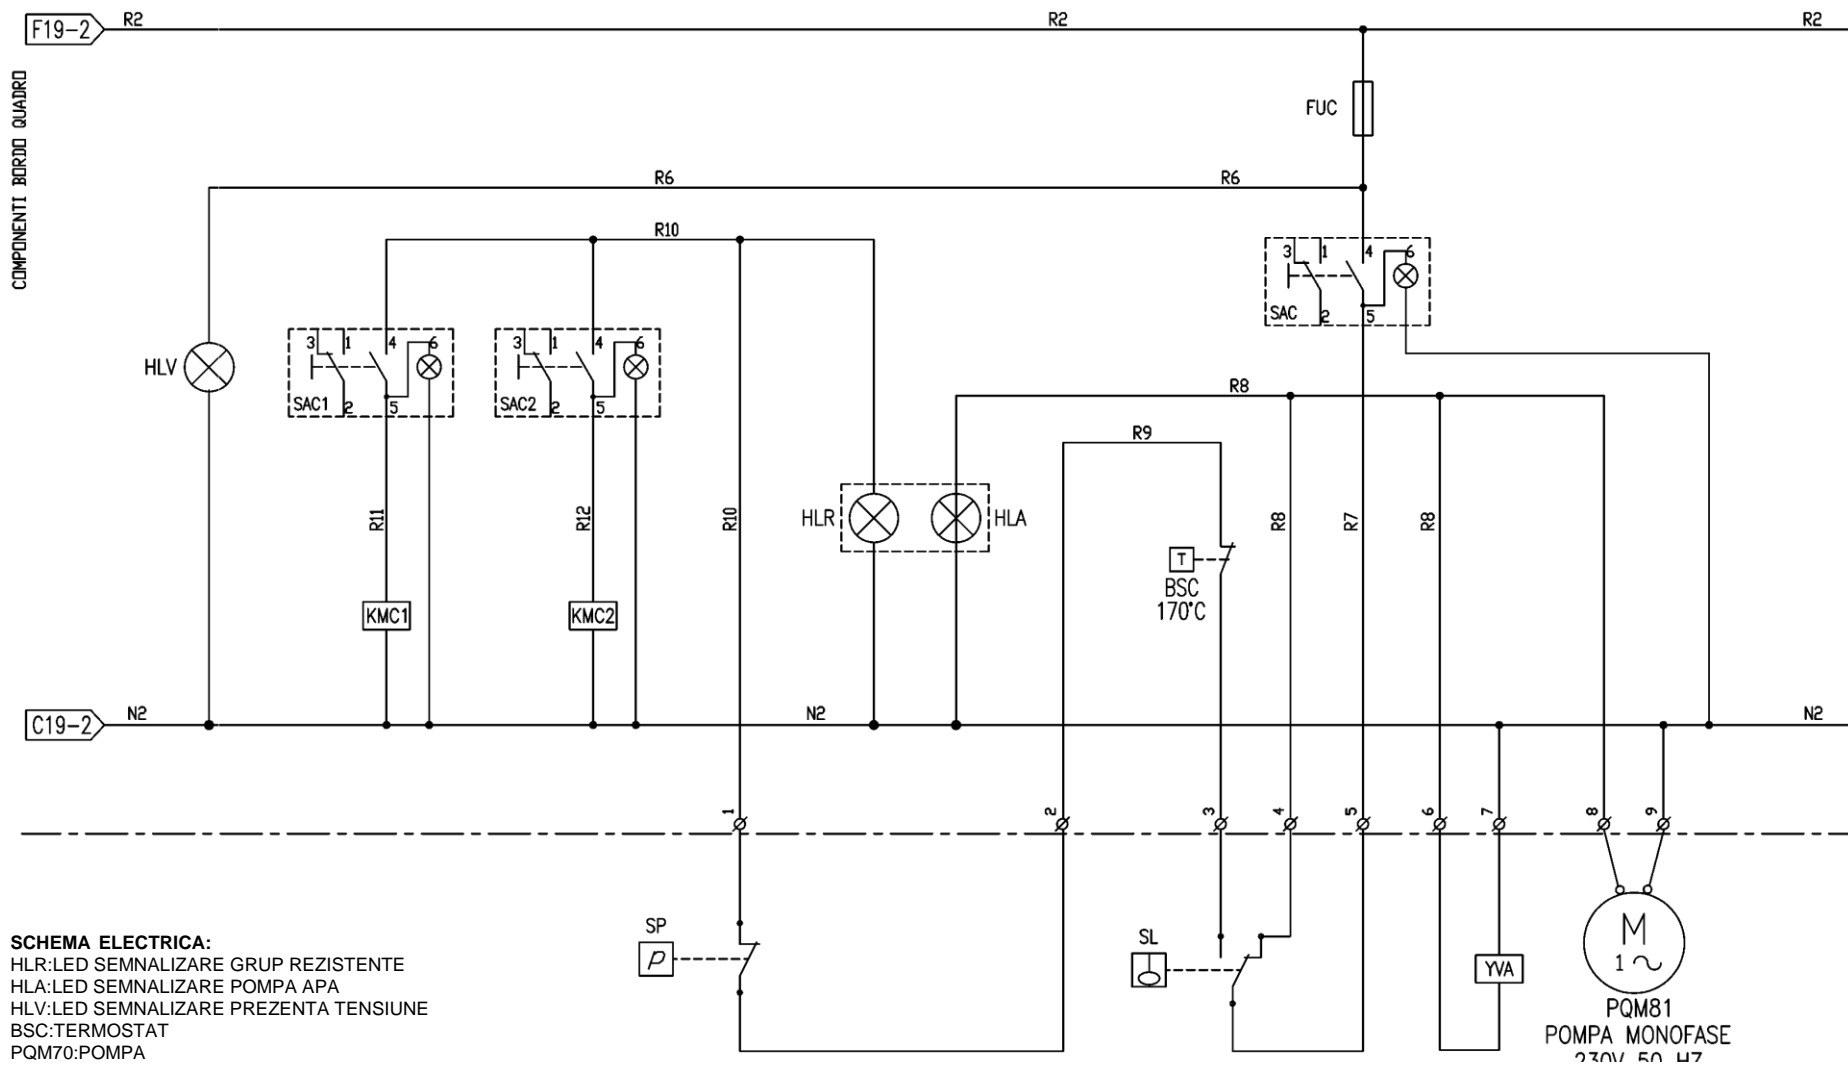 F19-2 R2 R2 R2
COMPONENTI BORDO QUADRO
FUC
R6 R6
R10
3 1 4 6
SAC 2 5
3 1 4 6 3 1 4 6
HLV
SAC1 2 5 SAC2 2 5
R8
R9
R11 R12 R10 HLR HLA R8 R7 R8
T
BSC
170°C
KMC1 KMC2
C19-2 N2 N2 N2
1 2 3 4 5 6 7 8 9
SP
P
SL
M
1
YVA
PQM81
POMPA MONOFASE
230V 50 HZ
SCHEMA ELECTRICA:
HLR:LED SEMNALIZARE GRUP REZISTENTE
HLA:LED SEMNALIZARE POMPA APA
HLV:LED SEMNALIZARE PREZENTA TENSIUNE
BSC:TERMOSTAT
PQM70:POMPA